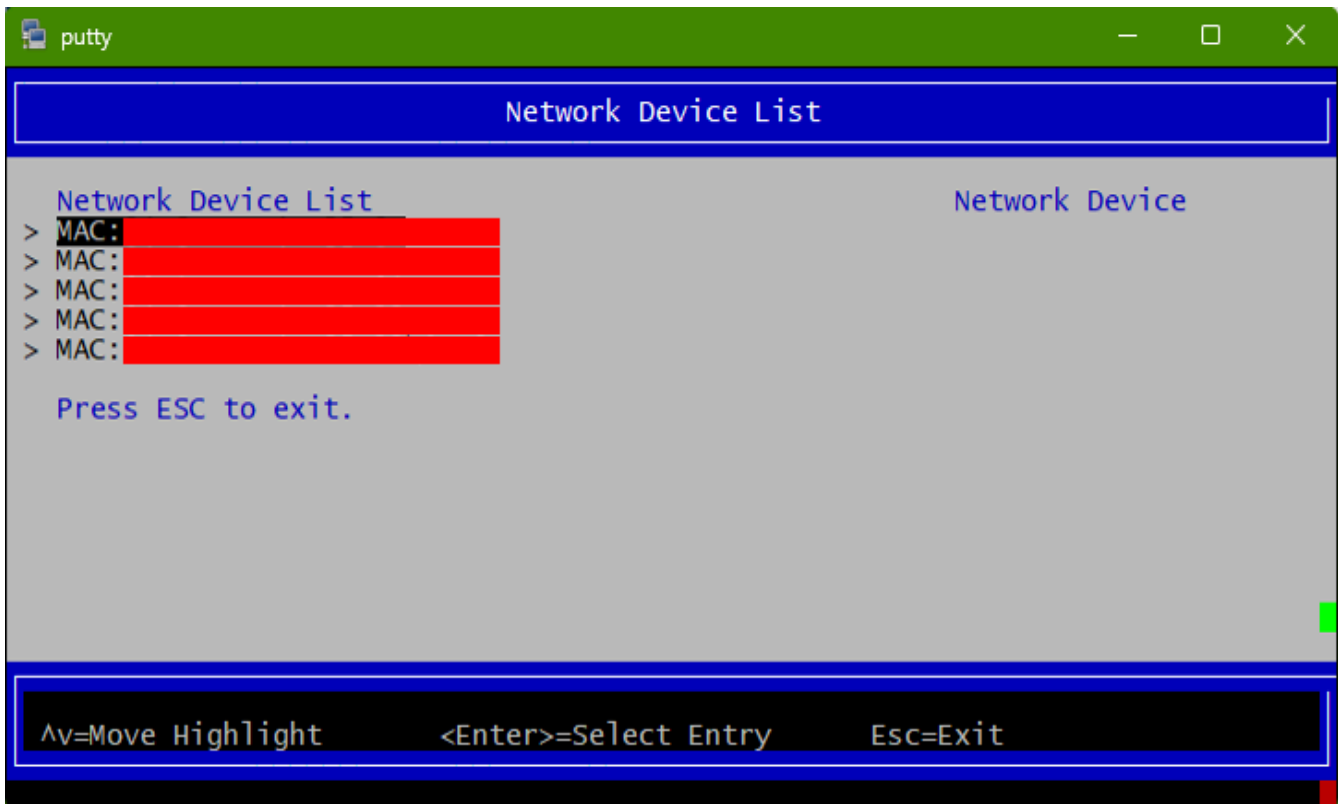 putty
Network Device List
Network Device List Network Device
> MAC:
> MAC:
> MAC:
> MAC:
> MAC:
Press ESC to exit.
^v=Move Highlight <Enter>=Select Entry Esc=Exit